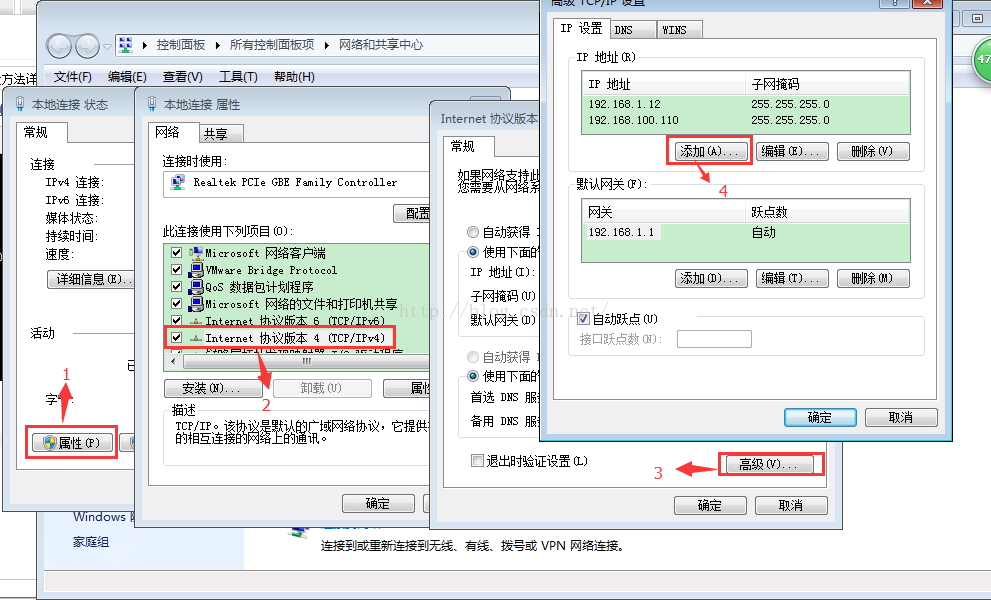 控制面板 ▸ 所有控制面板项 ▸ 网络和共享中心
文件(F) 编辑(E) 查看(V) 工具(T) 帮助(H)
方法详
本地连接 状态
常规
连接
IPv4 连接:
IPv6 连接:
媒体状态:
持续时间:
速度:
详细信息(E)...
活动
1
属性(P)
Windows
家庭组
本地连接 属性
网络
共享
连接时使用:
Realtek PCIe GBE Family Controller
配置
此连接使用下列项目(O):
Microsoft 网络客户端
VMware Bridge Protocol
QoS 数据包计划程序
Microsoft 网络的文件和打印机共享
Internet 协议版本 6 (TCP/IPv6)
Internet 协议版本 4 (TCP/IPv4)
2
安装(N)...
卸载(U)
属性
描述
TCP/IP。该协议是默认的广域网络协议，它提供
的相互连接的网络上的通讯。
确定
Internet 协议版本
常规
如果网络支持此
您需要从网络系
自动获得
使用下面的
IP 地址(I):
子网掩码(U)
默认网关(D)
自动获得
使用下面的
首选 DNS 服
备用 DNS 服
退出时验证设置(L)
3
高级(V)...
确定
取消
高级 TCP/IP 设置
IP 设置
DNS
WINS
IP 地址(R)
IP 地址 子网掩码
192.168.1.12 255.255.255.0
192.168.100.110 255.255.255.0
添加(A)...
编辑(E)...
删除(V)
4
默认网关(F):
网关 跃点数
192.168.1.1 自动
添加(D)...
编辑(T)...
删除(M)
自动跃点(U)
接口跃点数(N):
确定
取消
47
连接到或重新连接到无线、有线、拨号或 VPN 网络连接。